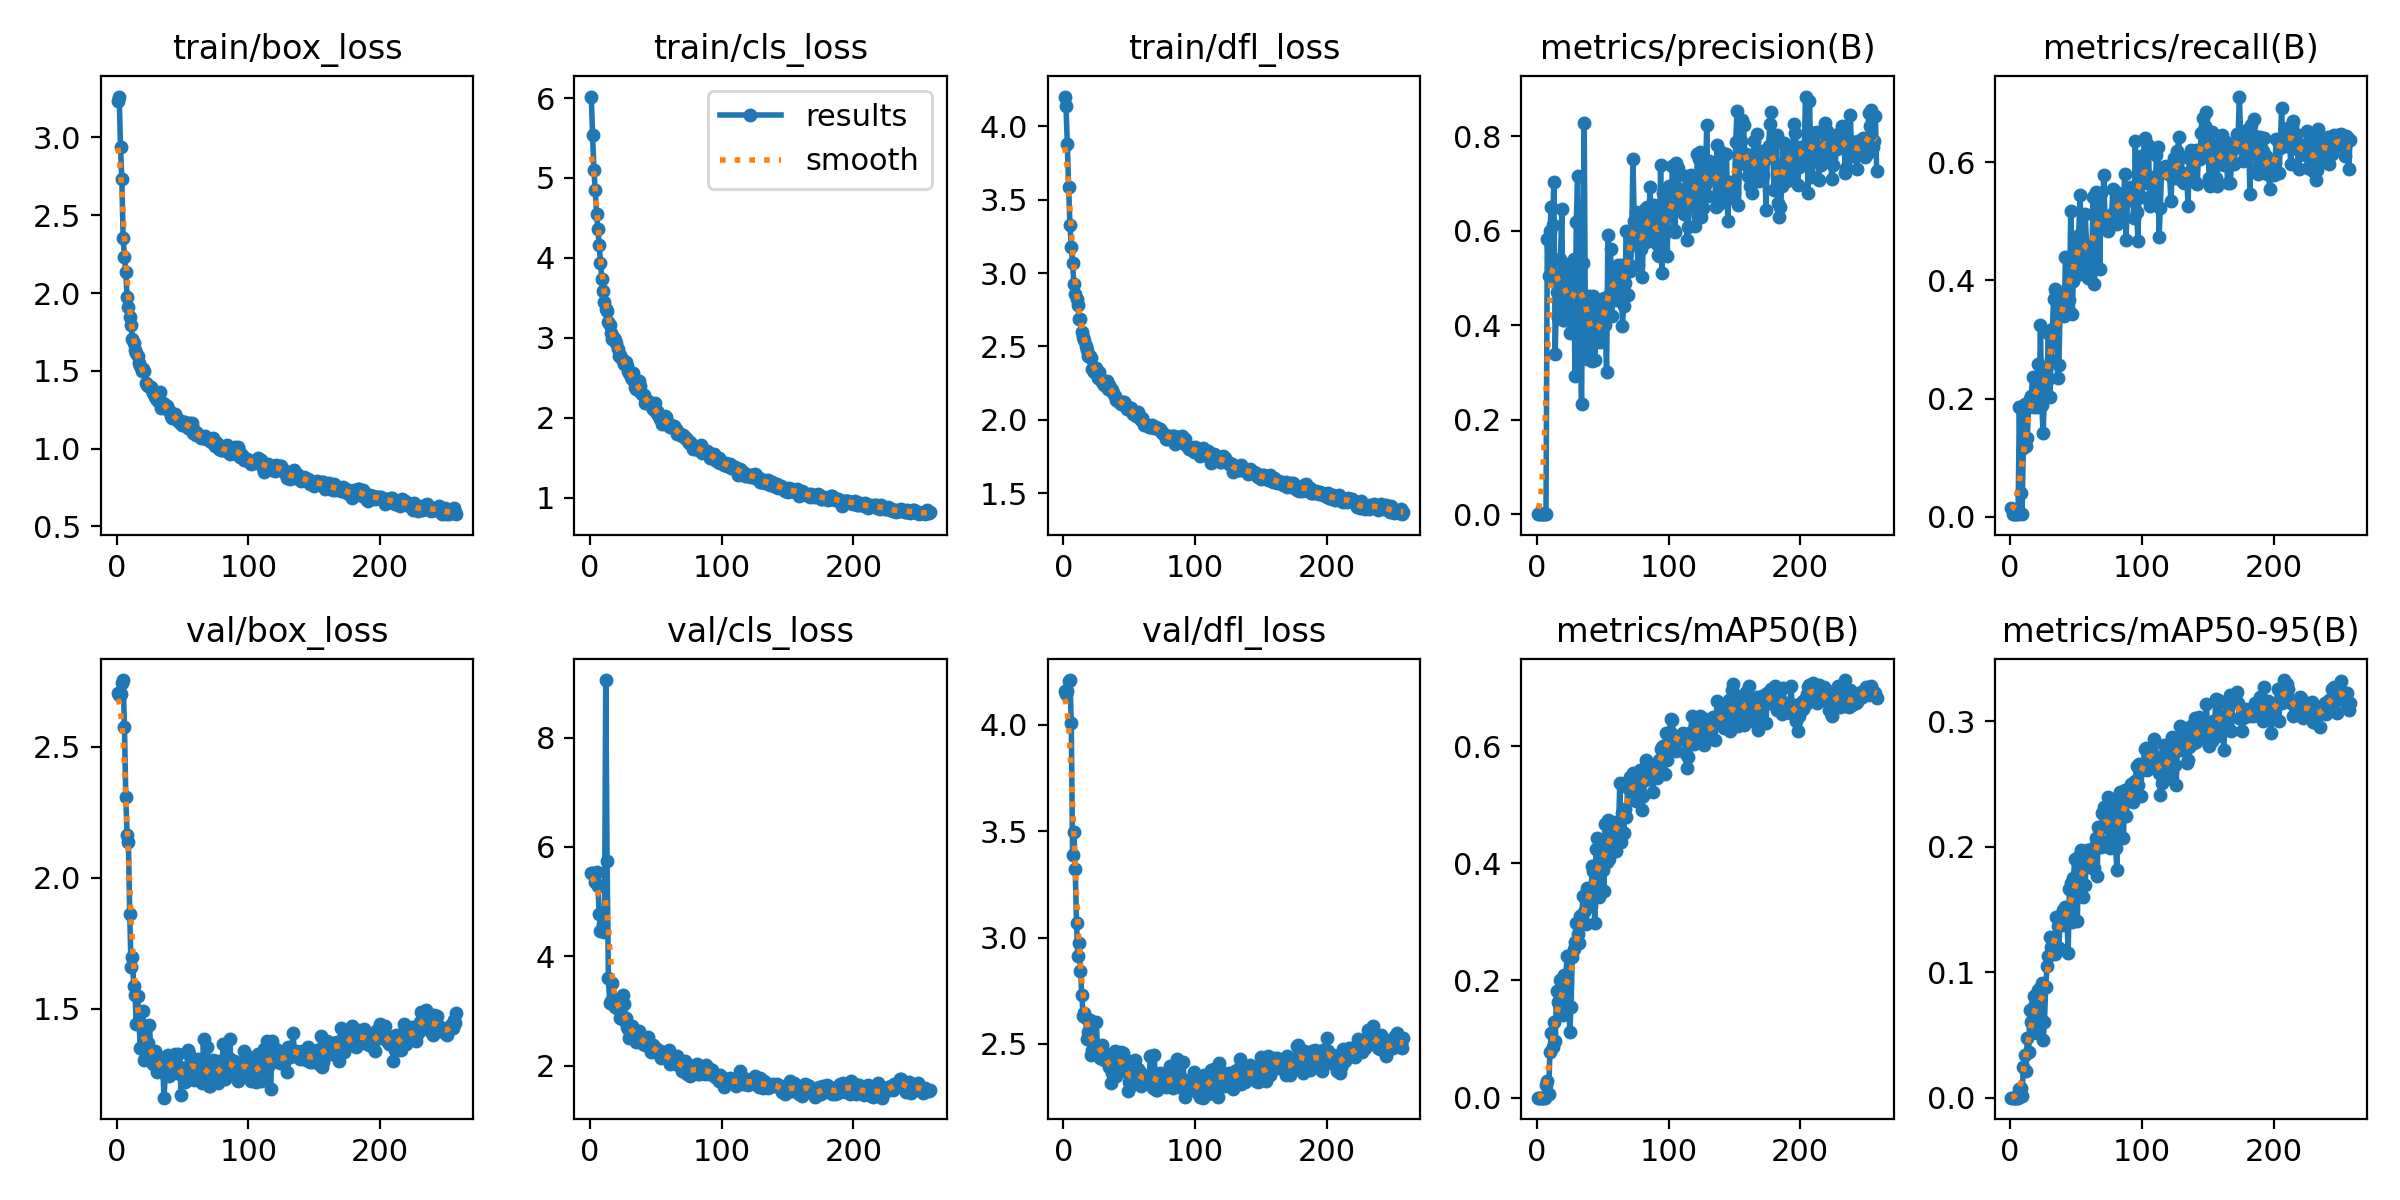 train/box_loss
3.0
2.5
2.0
1.5
1.0
0.5
0 100 200
train/cls_loss
results
smooth
6
5
4
3
2
1
0 100 200
train/dfl_loss
4.0
3.5
3.0
2.5
2.0
1.5
0 100 200
metrics/precision(B)
0.8
0.6
0.4
0.2
0.0
0 100 200
metrics/recall(B)
0.6
0.4
0.2
0.0
0 100 200
val/box_loss
2.5
2.0
1.5
0 100 200
val/cls_loss
8
6
4
2
0 100 200
val/dfl_loss
4.0
3.5
3.0
2.5
0 100 200
metrics/mAP50(B)
0.6
0.4
0.2
0.0
0 100 200
metrics/mAP50-95(B)
0.3
0.2
0.1
0.0
0 100 200